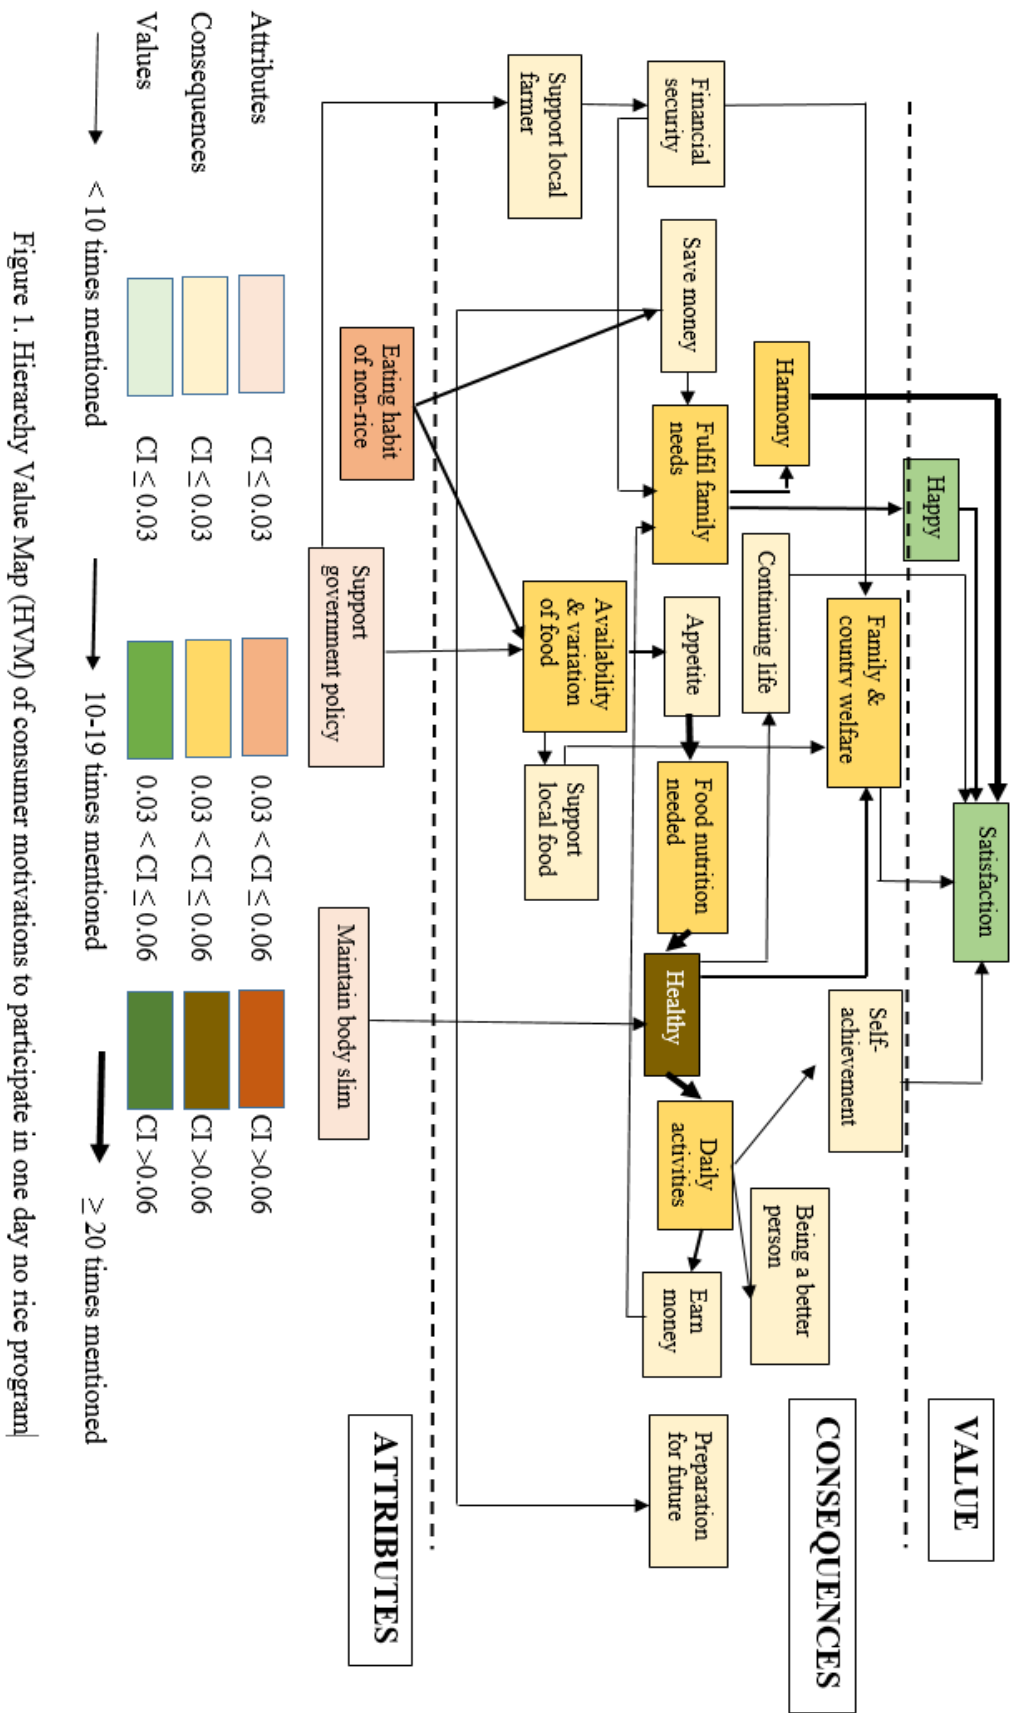 VALUE
Happy
Satisfaction
CONSEQUENCES
Harmony
Continuing life
Family &
country welfare
Self-
achievement
Being a better
person
Financial
security
Save money
Fulfil family
needs
Appetite
Food nutrition
needed
Healthy
Daily
activities
Earn
money
Preparation
for future
Support local
farmer
Availability
& variation
of food
Support
local food
ATTRIBUTES
Eating habit
of non-rice
Support
government policy
Maintain body slim
Attributes CI ≤ 0.03 0.03 < CI ≤ 0.06 CI >0.06
Consequences CI ≤ 0.03 0.03 < CI ≤ 0.06 CI >0.06
Values CI ≤ 0.03 0.03 < CI ≤ 0.06 CI >0.06
< 10 times mentioned 10-19 times mentioned ≥ 20 times mentioned
Figure 1. Hierarchy Value Map (HVM) of consumer motivations to participate in one day no rice program